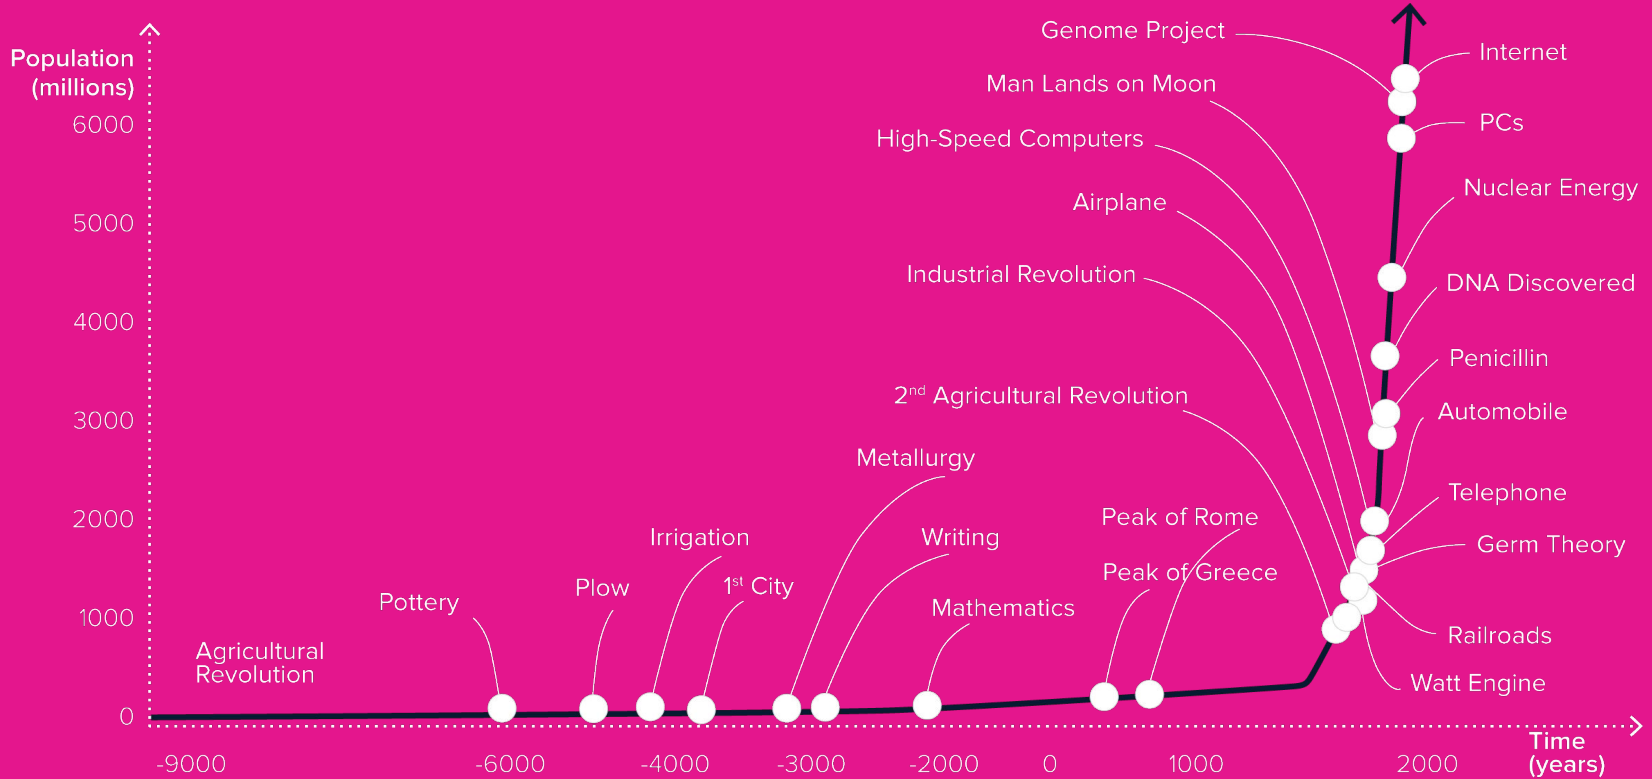 Population
(millions)
6000
5000
4000
3000
2000
1000
0
Genome Project
Internet
Man Lands on Moon
PCs
High-Speed Computers
Nuclear Energy
Airplane
Industrial Revolution
DNA Discovered
Penicillin
2nd Agricultural Revolution
Automobile
Metallurgy
Telephone
Peak of Rome
Irrigation
Writing
Germ Theory
Peak of Greece
Plow
1st City
Pottery
Mathematics
Railroads
Agricultural
Revolution
Watt Engine
Time
(years)
-9000
-6000
-4000
-3000
-2000
0
1000
2000